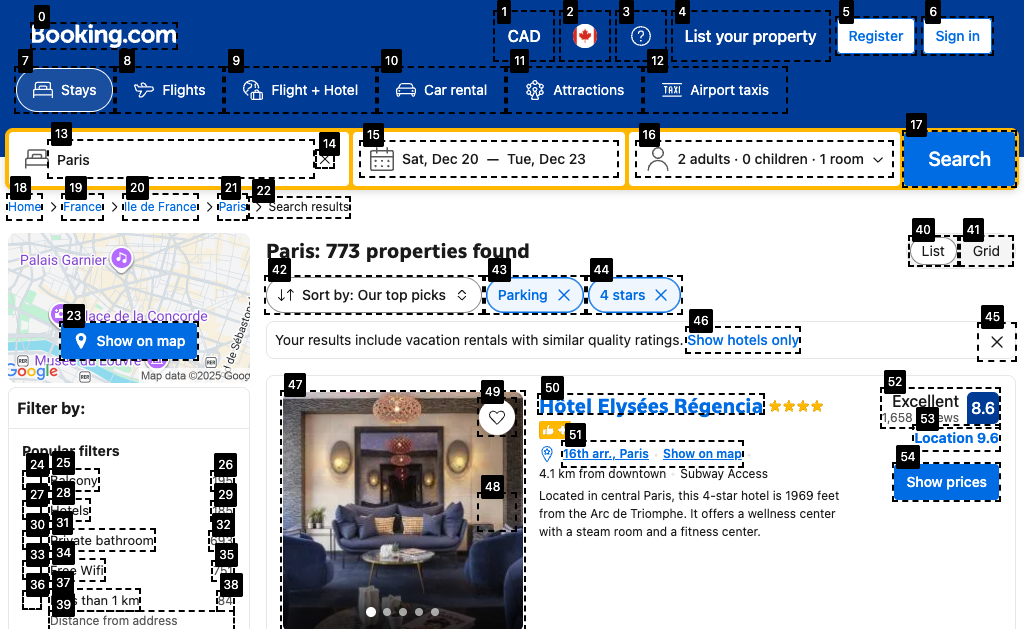 Booking.com
CAD
List your property
Register
Sign in
Stays
Flights
Flight + Hotel
Car rental
Attractions
Airport taxis
Paris
Sat, Dec 20 — Tue, Dec 23
2 adults · 0 children · 1 room
Search
Home
France
Ile de France
Paris
Search results
Palais Garnier
Place de la Concorde
Show on map
Musée du Louvre
Google
Map data ©2025 Goog
Paris: 773 properties found
List
Grid
Sort by: Our top picks
Parking
4 stars
Your results include vacation rentals with similar quality ratings.
Show hotels only
Filter by:
Popular filters
Balcony
Hotels
Private bathroom
Free Wifi
Less than 1 km
84
Distance from address
Hôtel Elysées Régencia
16th arr., Paris
Show on map
4.1 km from downtown · Subway Access
Located in central Paris, this 4-star hotel is 1969 feet
from the Arc de Triomphe. It offers a wellness center
with a steam room and a fitness center.
Excellent
1,658
8.6
Location 9.6
Show prices
0
1
2
3
4
5
6
7
8
9
10
11
12
13
14
15
16
17
18
19
20
21
22
23
24
25
26
27
28
29
30
31
32
33
34
35
36
37
38
39
40
41
42
43
44
45
46
47
48
49
50
51
52
53
54